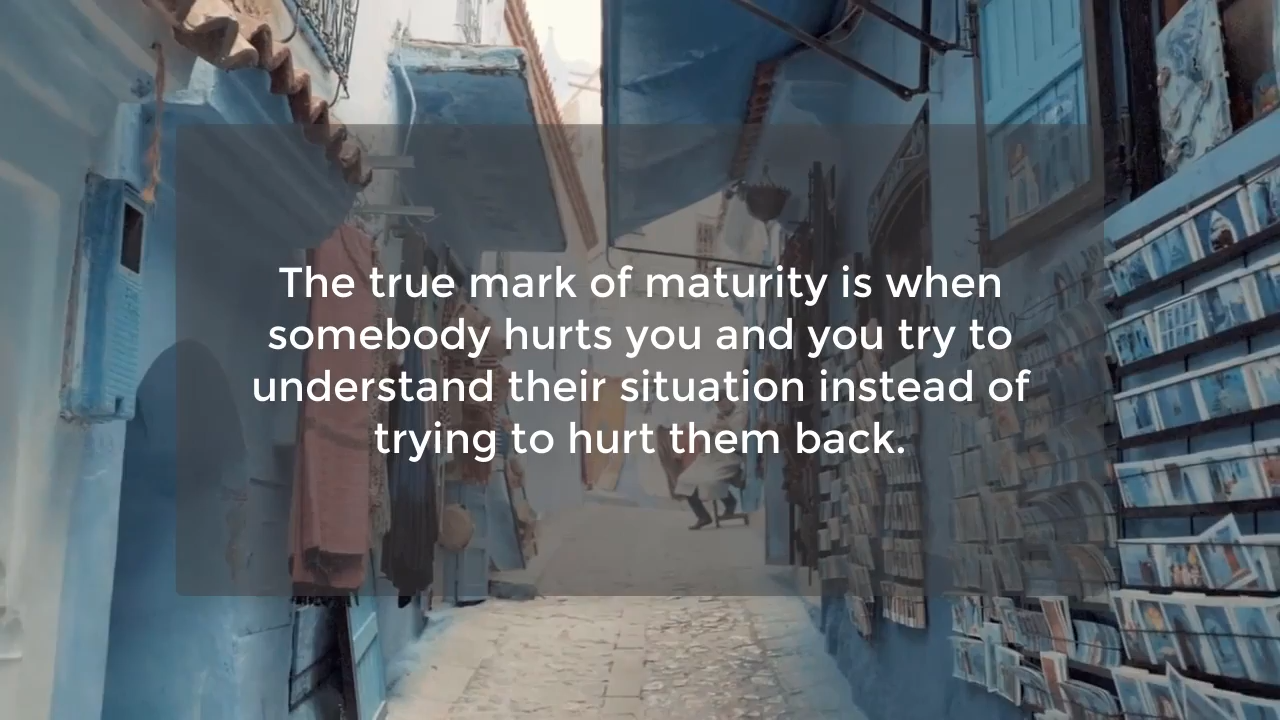 The true mark of maturity is when
somebody hurts you and you try to
understand their situation instead of
trying to hurt them back.